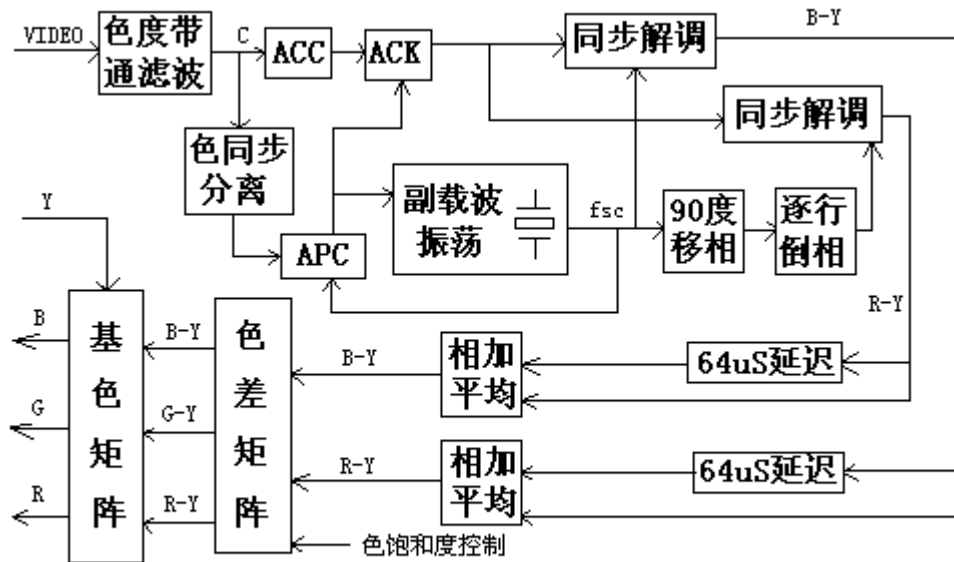 VIDEO
色度带
通滤波
C
ACC
ACK
同步解调
B-Y
同步解调
色同步
分离
Y
APC
副载波
振荡
fsc
90度
移相
逐行
倒相
R-Y
基
色
矩
阵
B
G
R
B-Y
G-Y
R-Y
色
差
矩
阵
B-Y
R-Y
相加
平均
64uS延迟
相加
平均
64uS延迟
色饱和度控制